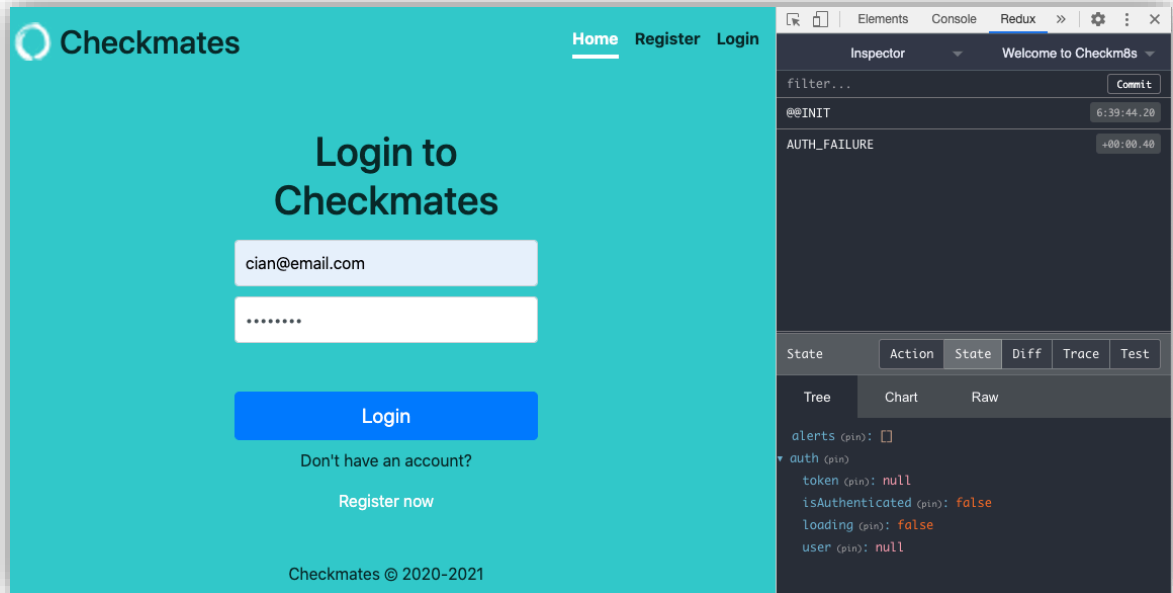 Checkmates
Home Register Login
Login to
Checkmates
cian@email.com
••••••••
Login
Don't have an account?
Register now
Checkmates © 2020-2021
Elements Console Redux »
Inspector Welcome to Checkm8s
filter... Commit
@@INIT 6:39:44.20
AUTH_FAILURE +00:00.40
State Action State Diff Trace Test
Tree Chart Raw
alerts (pin): []
auth (pin)
token (pin): null
isAuthenticated (pin): false
loading (pin): false
user (pin): null